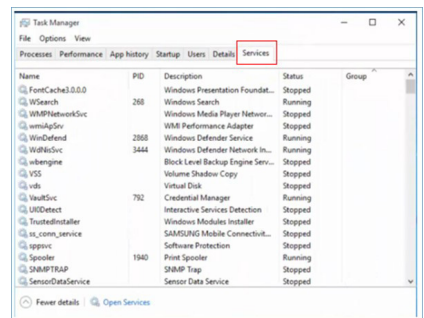 Task Manager
File Options View
Processes Performance App history Startup Users Details Services
Name PID Description Status Group
FontCache3.0.0.0 Windows Presentation Foundat... Stopped
WSearch 268 Windows Search Running
WMPNetworkSvc Windows Media Player Networ... Stopped
wmiApSrv WMI Performance Adapter Stopped
WinDefend 2868 Windows Defender Service Running
WdNisSvc 3444 Windows Defender Network In... Running
wbengine Block Level Backup Engine Serv... Stopped
VSS Volume Shadow Copy Stopped
vds Virtual Disk Stopped
VaultSvc 792 Credential Manager Running
UI0Detect Interactive Services Detection Stopped
TrustedInstaller Windows Modules Installer Stopped
ss_conn_service SAMSUNG Mobile Connectivit... Stopped
sppsvc Software Protection Stopped
Spooler 1940 Print Spooler Running
SNMPTRAP SNMP Trap Stopped
SensorDataService Sensor Data Service Stopped
Fewer details Open Services